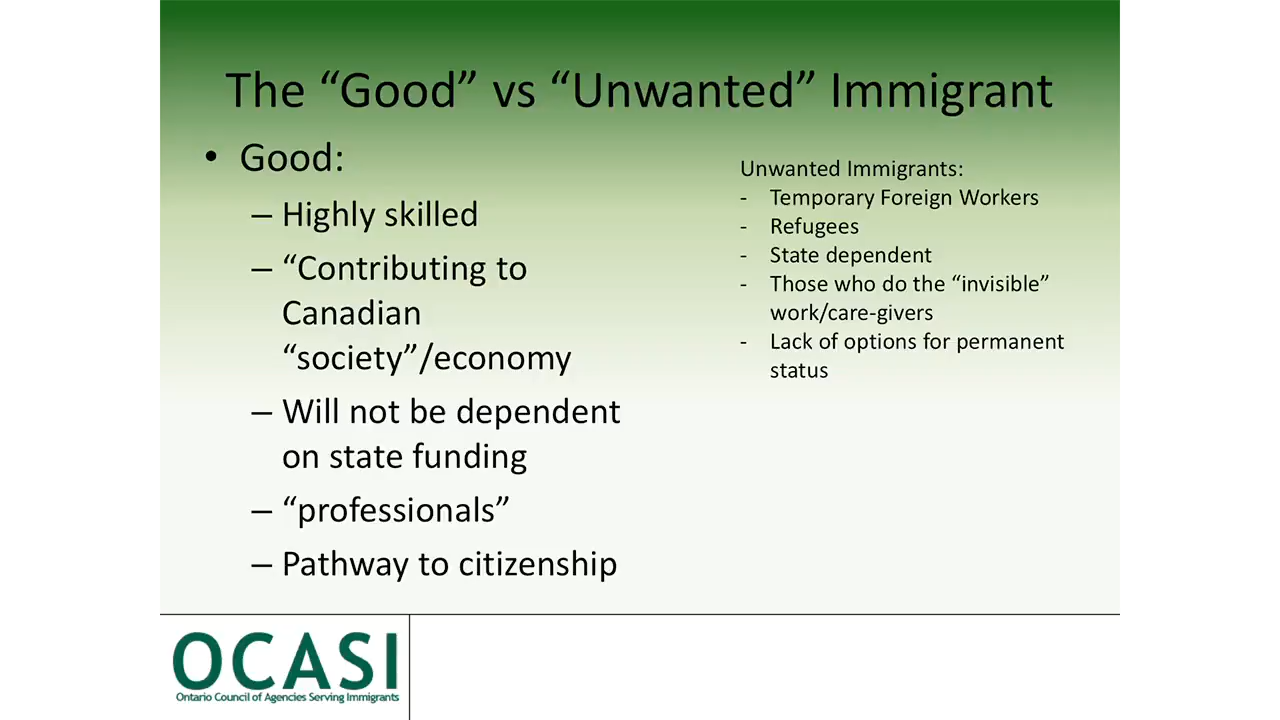 The “Good” vs “Unwanted” Immigrant
• Good:
– Highly skilled
– “Contributing to
Canadian
“society”/economy
– Will not be dependent
on state funding
– “professionals”
– Pathway to citizenship
Unwanted Immigrants:
- Temporary Foreign Workers
- Refugees
- State dependent
- Those who do the “invisible”
work/care-givers
- Lack of options for permanent
status
OCASI
Ontario Council of Agencies Serving Immigrants